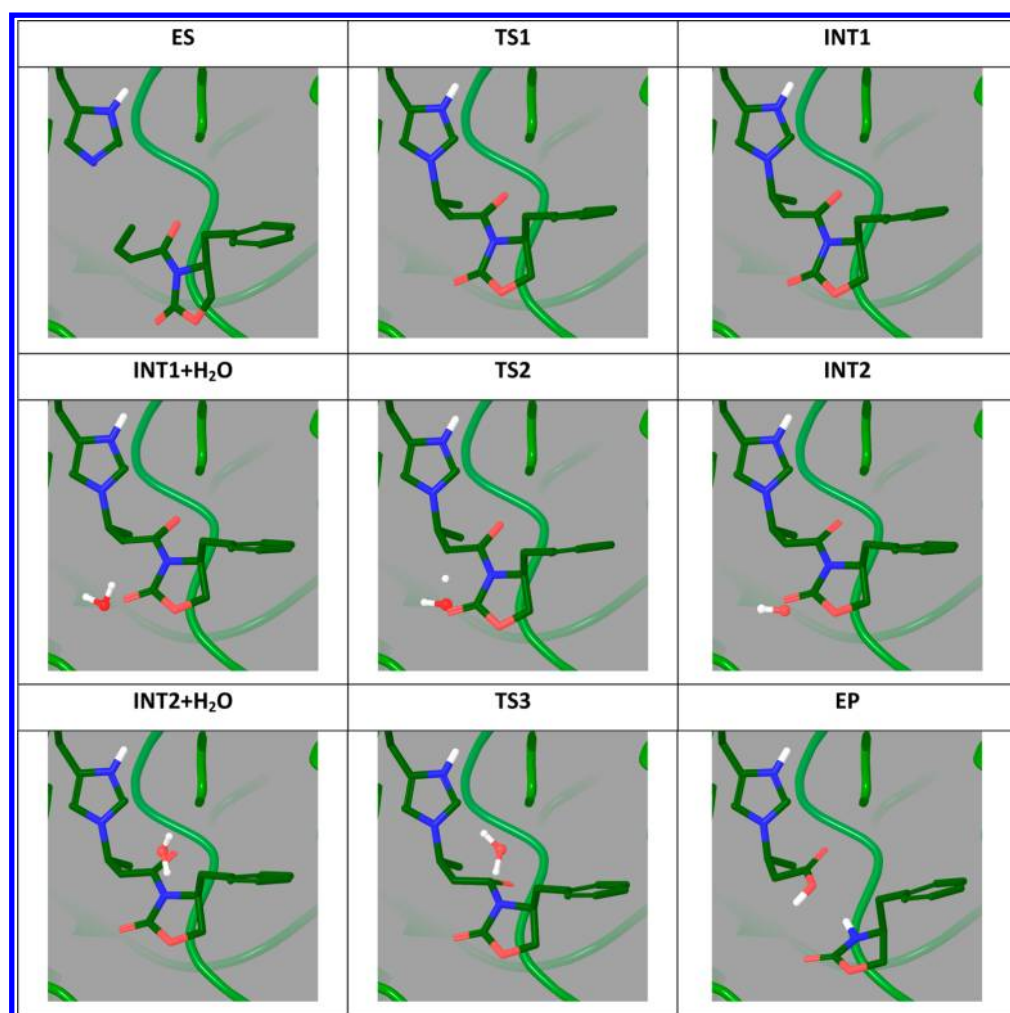 ES TS1 INT1
INT1+H₂O TS2 INT2
INT2+H₂O TS3 EP